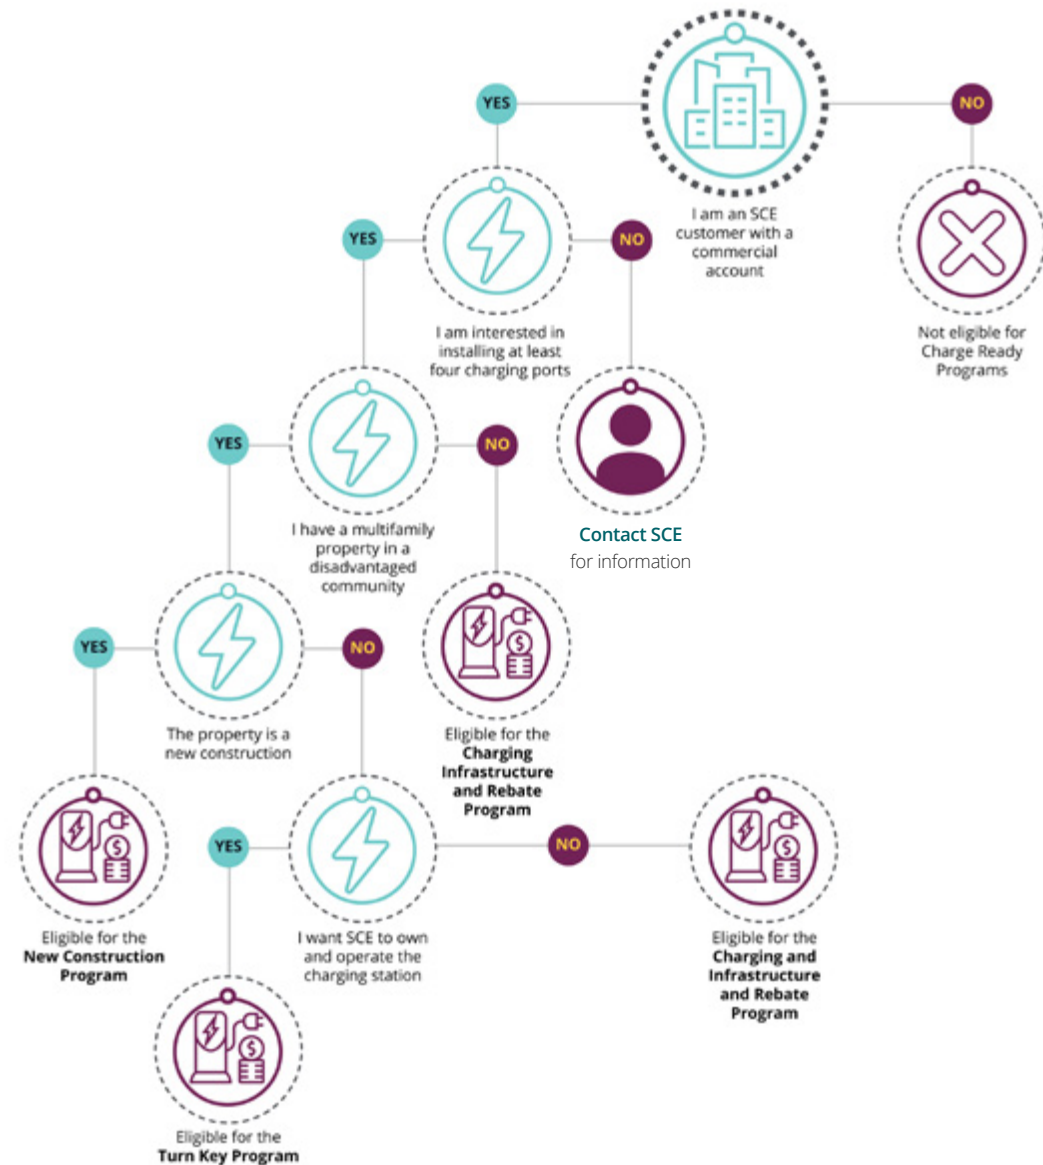 YES
NO
I am an SCE
customer with a
commercial
account
YES
NO
I am interested in
installing at least
four charging ports
Not eligible for
Charge Ready
Programs
YES
NO
I have a multifamily
property in a
disadvantaged
community
Contact SCE
for information
YES
NO
The property is a
new construction
Eligible for the
Charging
Infrastructure
and Rebate
Program
YES
NO
Eligible for the
New Construction
Program
I want SCE to own
and operate the
charging station
Eligible for the
Charging and
Infrastructure
and Rebate
Program
Eligible for the
Turn Key Program